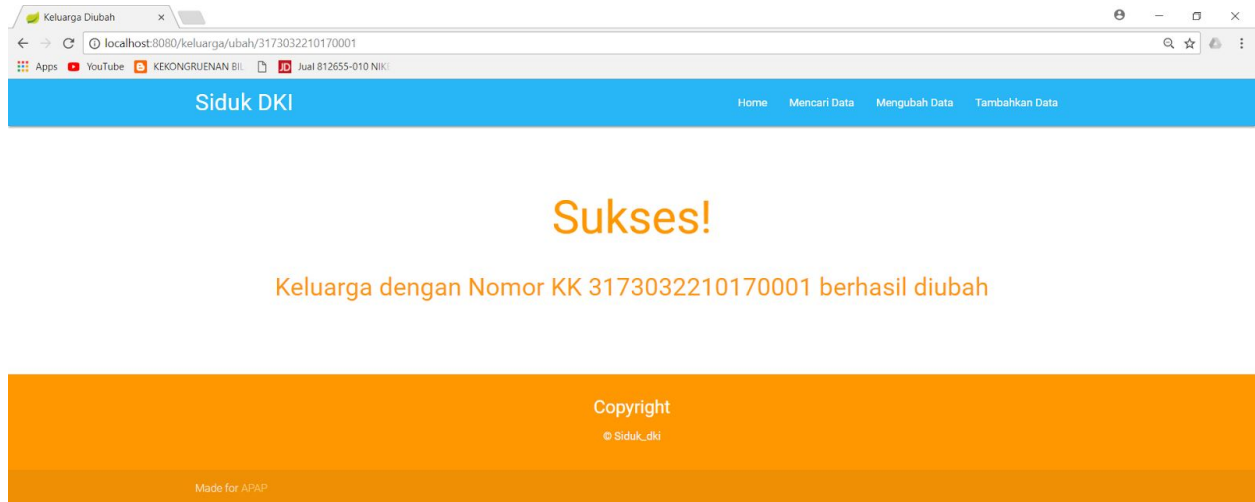 Keluarga Diubah
localhost:8080/keluarga/ubah/3173032210170001
Apps YouTube KEKONGRUENAN BIL JD Jual 812655-010 NIK
Siduk DKI Home Mencari Data Mengubah Data Tambahkan Data
Sukses!
Keluarga dengan Nomor KK 3173032210170001 berhasil diubah
Copyright
© Siduk_dki
Made for APAP